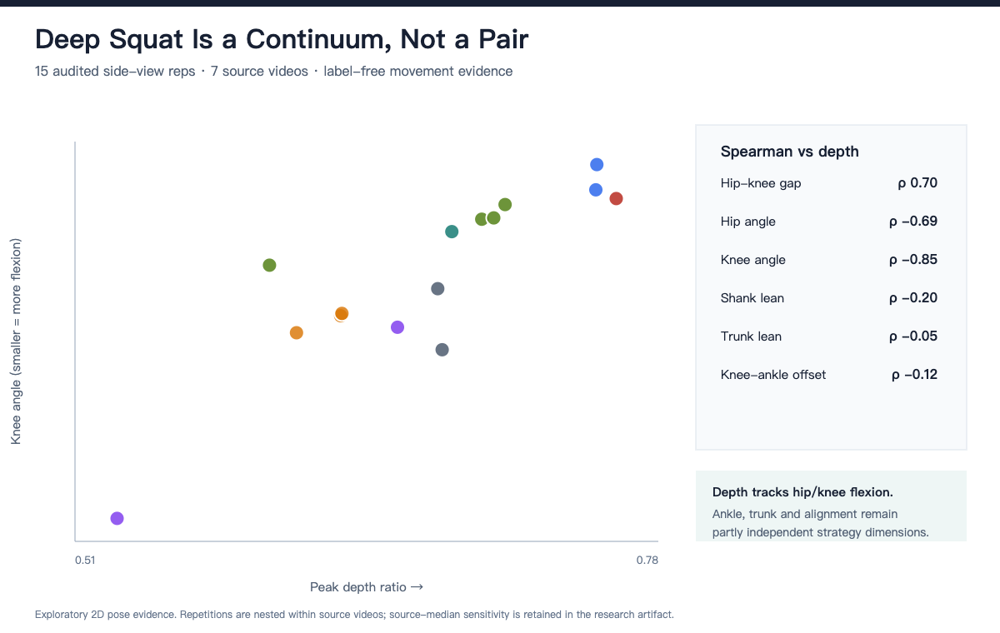 Deep Squat Is a Continuum, Not a Pair
15 audited side–view reps · 7 source videos · label–free movement evidence
Knee angle (smaller = more flexion)
0.51
0.78
Peak depth ratio →
Spearman vs depth
Hip–knee gap ρ 0.70
Hip angle ρ –0.69
Knee angle ρ –0.85
Shank lean ρ –0.20
Trunk lean ρ –0.05
Knee–ankle offset ρ –0.12
Depth tracks hip/knee flexion.
Ankle, trunk and alignment remain
partly independent strategy dimensions.
Exploratory 2D pose evidence. Repetitions are nested within source videos; source–median sensitivity is retained in the research artifact.